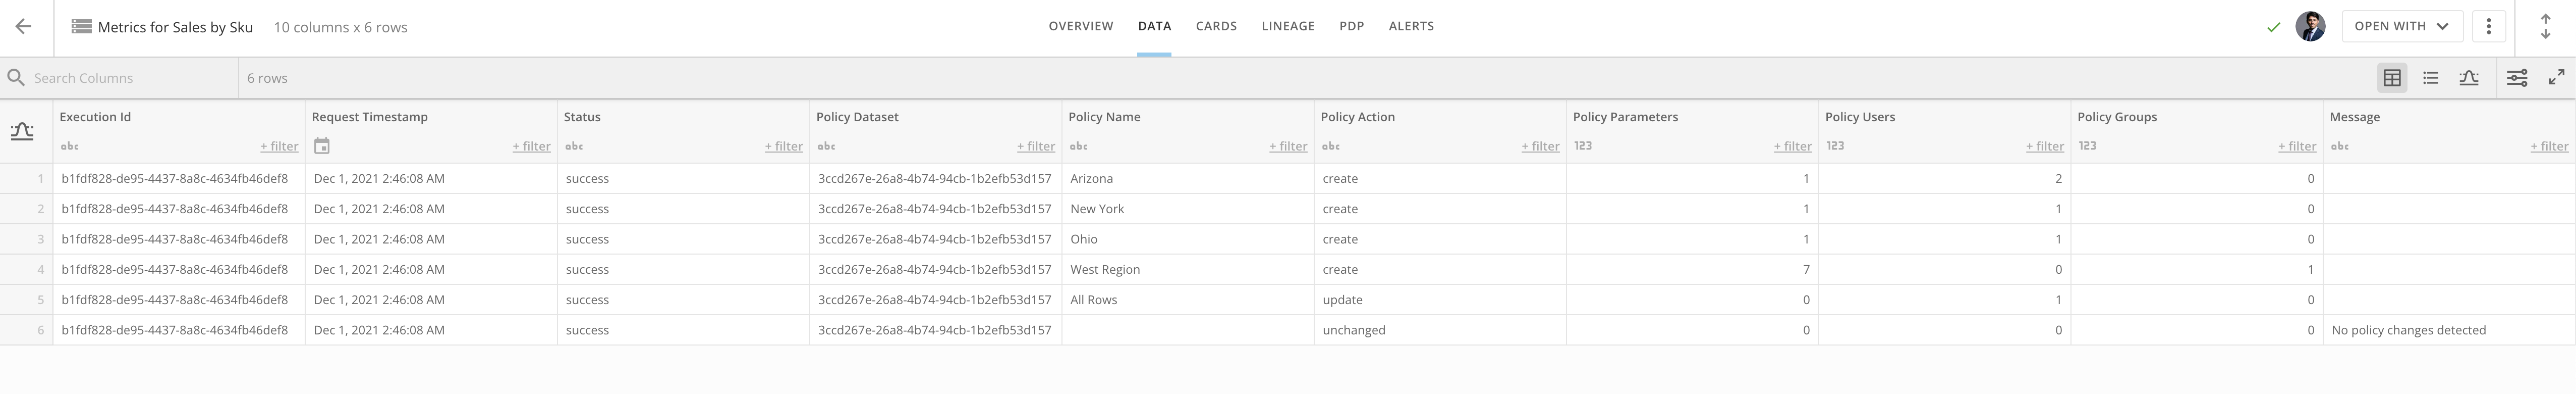 Metrics for Sales by Sku 10 columns x 6 rows OVERVIEW DATA CARDS LINEAGE PDP ALERTS OPEN WITH
Search Columns 6 rows
Execution Id Request Timestamp Status Policy Dataset Policy Name Policy Action Policy Parameters Policy Users Policy Groups Message
abc + filter + filter abc + filter abc + filter abc + filter abc + filter 123 + filter 123 + filter 123 + filter abc + filter
1 b1fdf828-de95-4437-8a8c-4634fb46def8 Dec 1, 2021 2:46:08 AM success 3ccd267e-26a8-4b74-94cb-1b2efb53d157 Arizona create 1 2 0
2 b1fdf828-de95-4437-8a8c-4634fb46def8 Dec 1, 2021 2:46:08 AM success 3ccd267e-26a8-4b74-94cb-1b2efb53d157 New York create 1 1 0
3 b1fdf828-de95-4437-8a8c-4634fb46def8 Dec 1, 2021 2:46:08 AM success 3ccd267e-26a8-4b74-94cb-1b2efb53d157 Ohio create 1 1 0
4 b1fdf828-de95-4437-8a8c-4634fb46def8 Dec 1, 2021 2:46:08 AM success 3ccd267e-26a8-4b74-94cb-1b2efb53d157 West Region create 7 0 1
5 b1fdf828-de95-4437-8a8c-4634fb46def8 Dec 1, 2021 2:46:08 AM success 3ccd267e-26a8-4b74-94cb-1b2efb53d157 All Rows update 0 1 0
6 b1fdf828-de95-4437-8a8c-4634fb46def8 Dec 1, 2021 2:46:08 AM success 3ccd267e-26a8-4b74-94cb-1b2efb53d157 unchanged 0 0 0 No policy changes detected